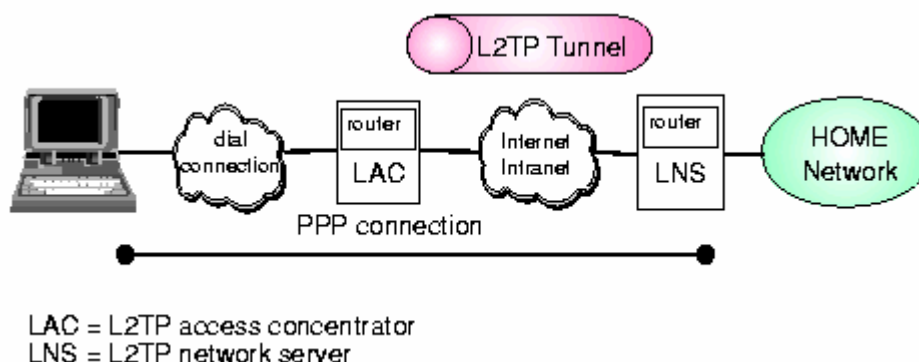 L2TP Tunnel
dial
connection
router
LAC
Internet
Intranet
router
LNS
HOME
Network
PPP connection
LAC = L2TP access concentrator
LNS = L2TP network server